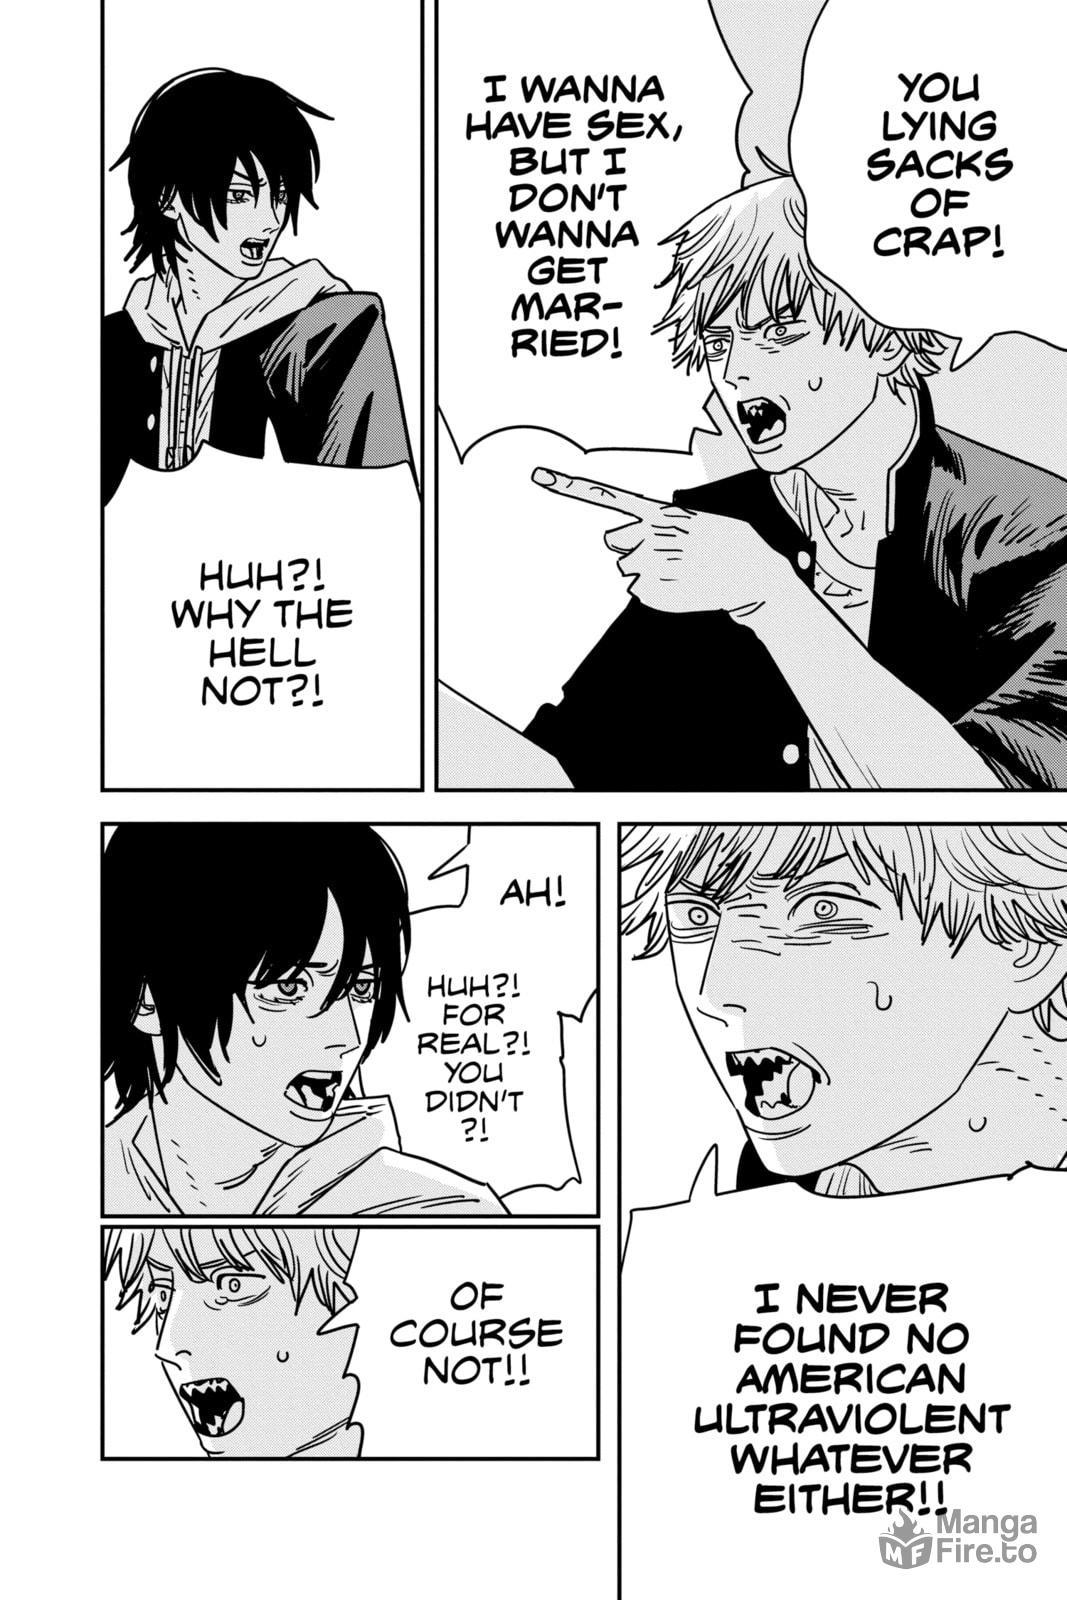 YOU
LYING
SACKS
OF
CRAP!
I WANNA
HAVE SEX,
BUT I
DON'T
WANNA
GET
MAR-
RIED!
HUH?!
WHY THE
HELL
NOT?!
I NEVER
FOUND NO
AMERICAN
ULTRAVIOLENT
WHATEVER
EITHER!!
AH!
HUH?!
FOR
REAL?!
YOU
DIDN'T
?!
OF
COURSE
NOT!!
Manga
MF Fire.to